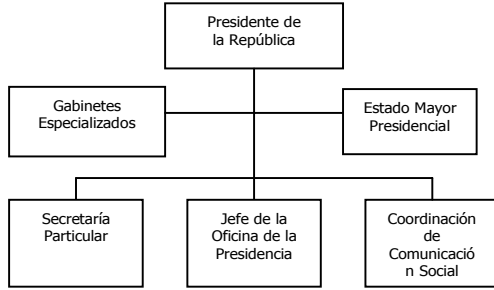 Presidente de
la República
Gabinetes
Especializados
Estado Mayor
Presidencial
Secretaría
Particular
Jefe de la
Oficina de la
Presidencia
Coordinación
de
Comunicació
n Social